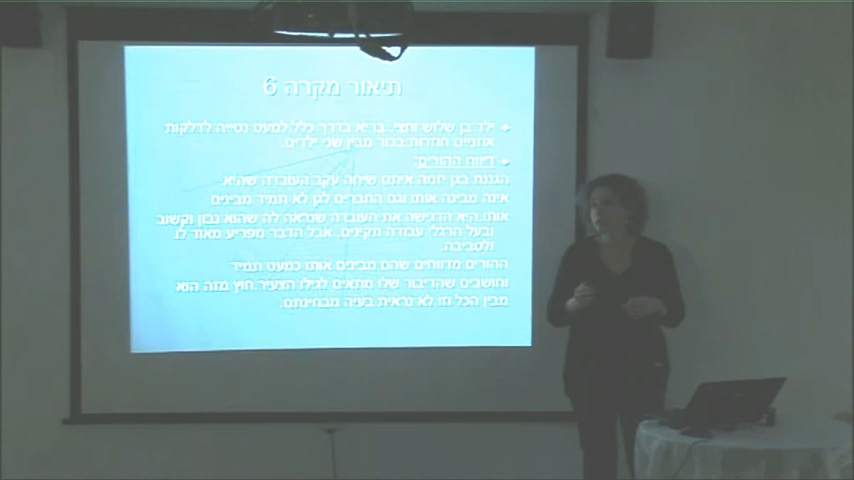 תיאור מקרה 6
ילד בן שלוש וחצי. בריא בדרך כלל למעט נטייה לדלקות
אוזניים חוזרות. בכור מבין שני ילדים.
דיווח ההורים:
הגננת בגן יזמה איתם שיחה עקב העובדה שהיא
אינה מבינה אותו וגם החברים לגן לא תמיד מבינים
אותו. היא הדגישה את העובדה שנראה לה שהוא נבון וקשוב
ובעל הרגלי עבודה תקינים, אבל הדבר מפריע מאוד לו
ולסביבה.
ההורים מדווחים שהם מבינים אותו כמעט תמיד
וחושבים שהדיבור שלו מתאים לגילו הצעיר. חוץ מזה הוא
מבין הכל וזו לא נראית בעיה מבחינתם.